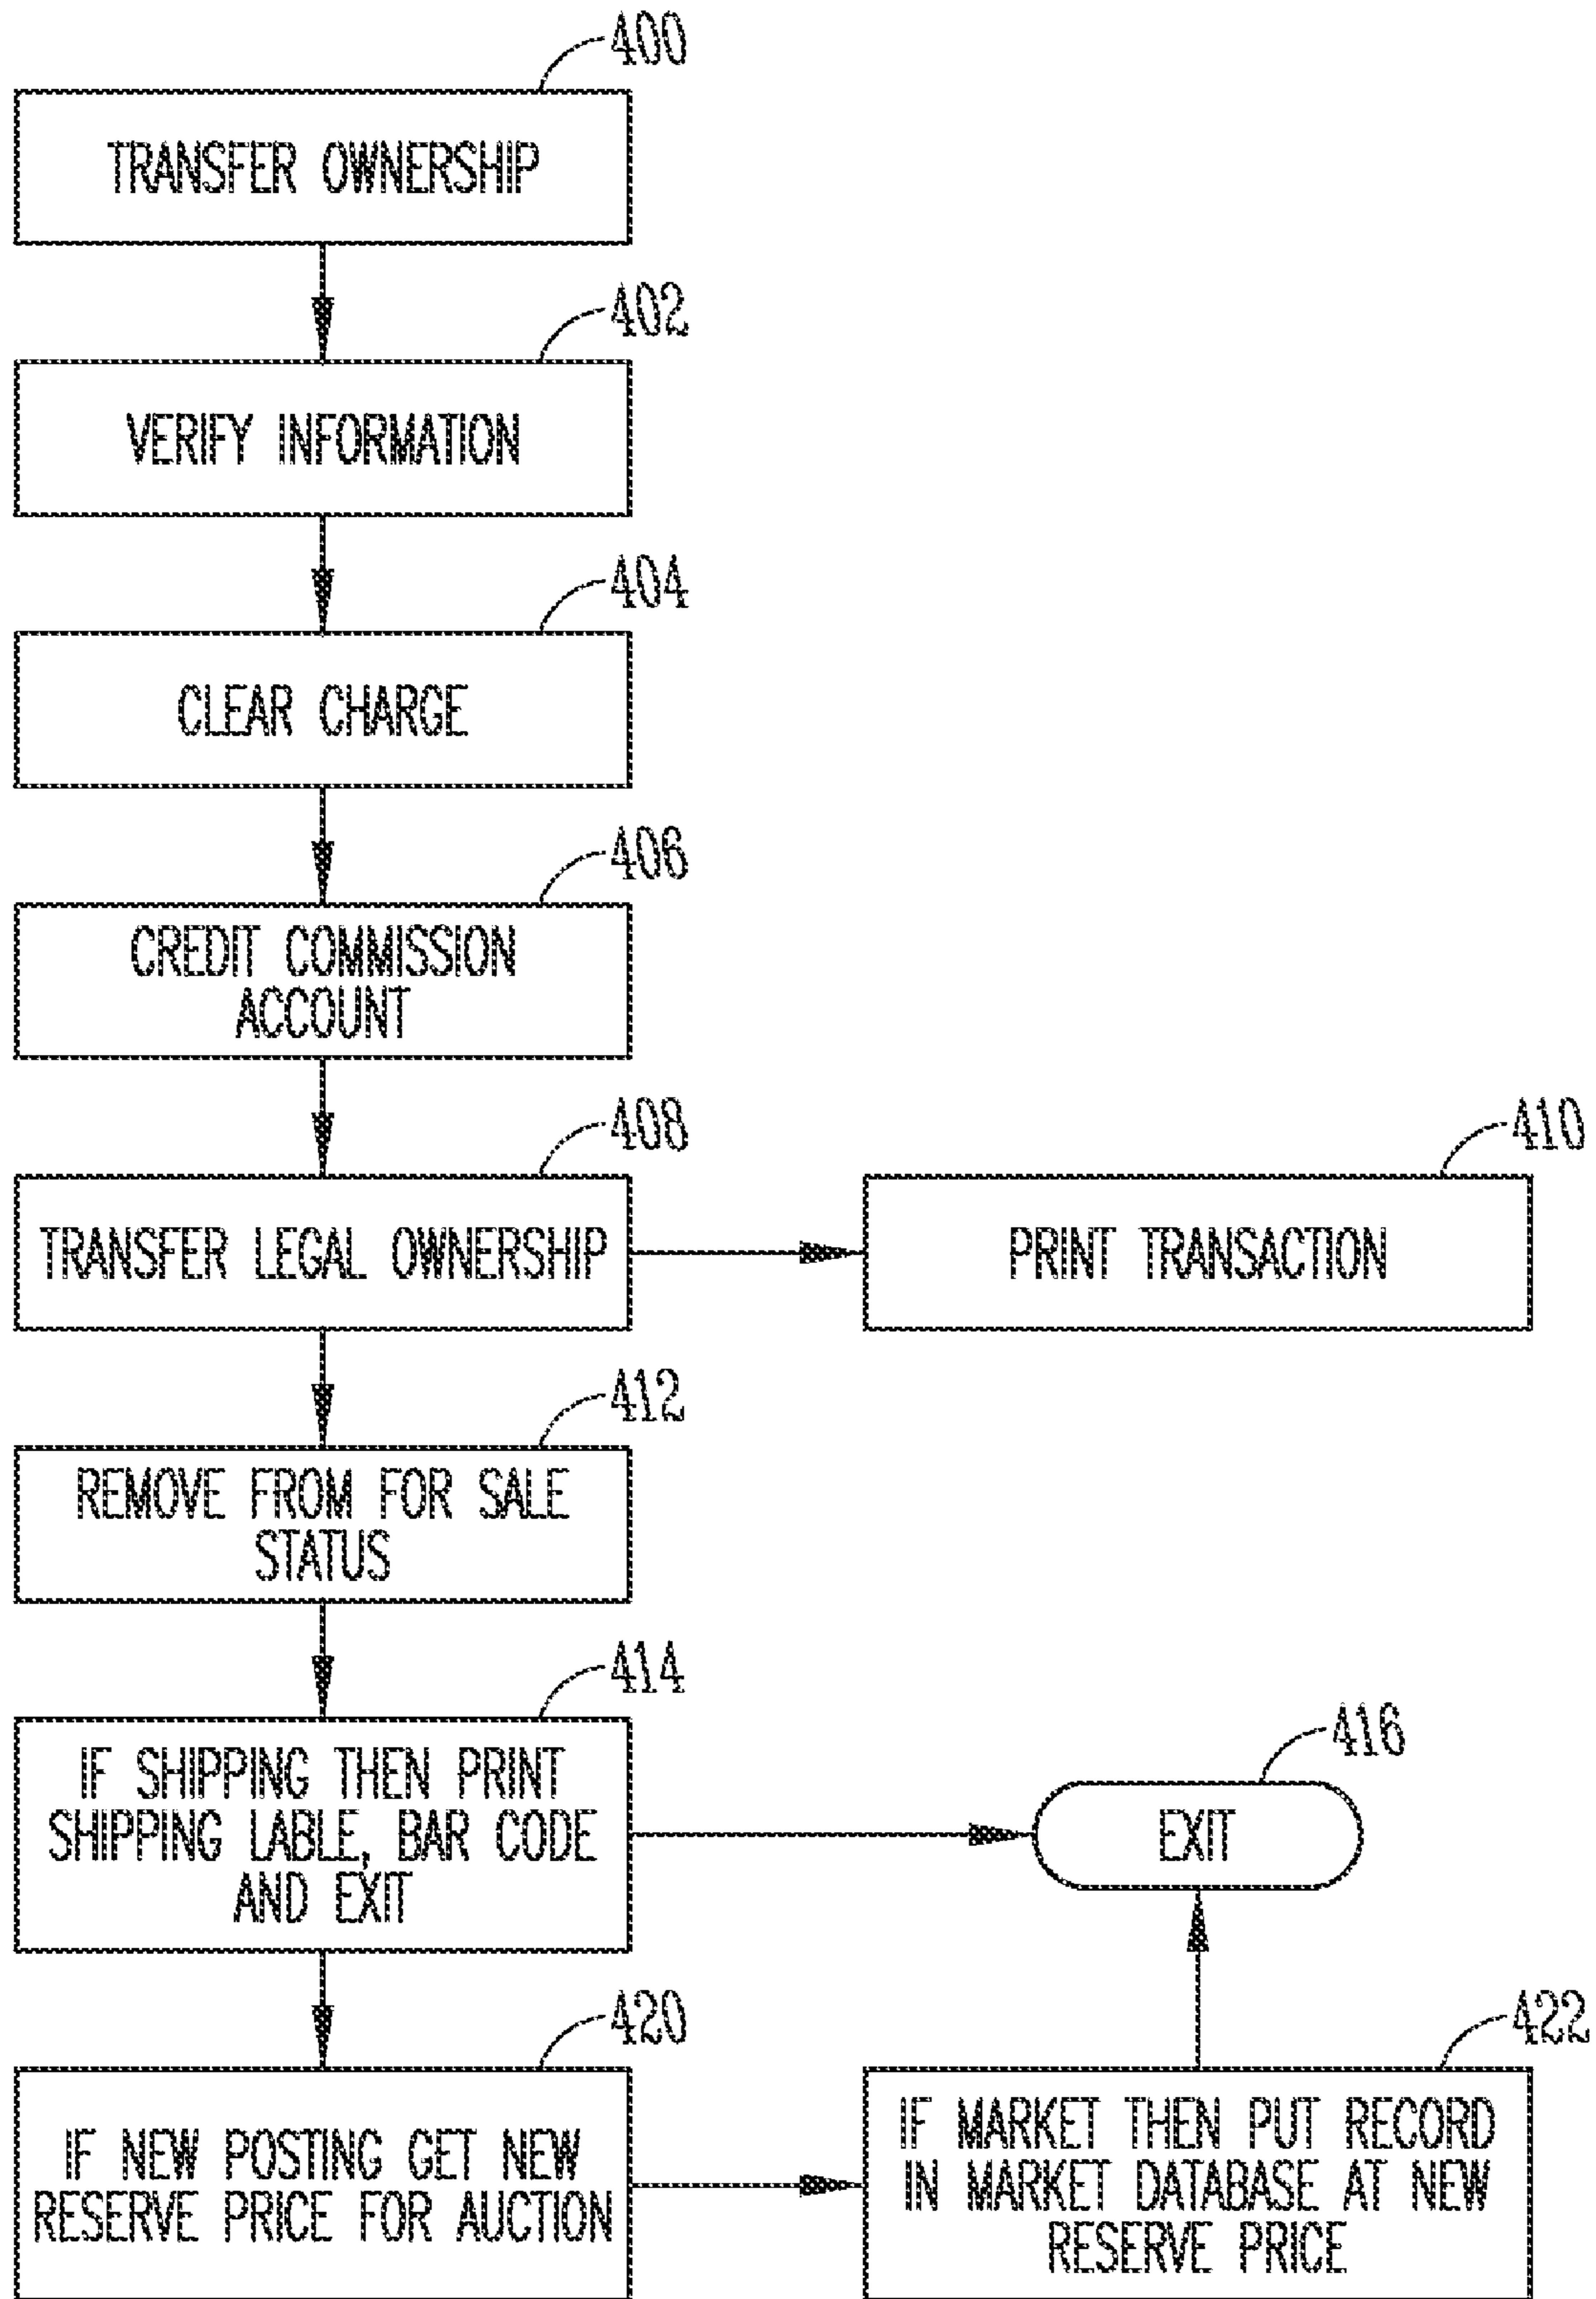 400
TRANSFER OWNERSHIP
402
VERIFY INFORMATION
404
CLEAR CHARGE
406
CREDIT COMMISSION
ACCOUNT
408
TRANSFER LEGAL OWNERSHIP
410
PRINT TRANSACTION
412
REMOVE FROM FOR SALE
STATUS
414
IF SHIPPING THEN PRINT
SHIPPING LABLE, BAR CODE
AND EXIT
416
EXIT
420
IF NEW POSTING GET NEW
RESERVE PRICE FOR AUCTION
422
IF MARKET THEN PUT RECORD
IN MARKET DATABASE AT NEW
RESERVE PRICE